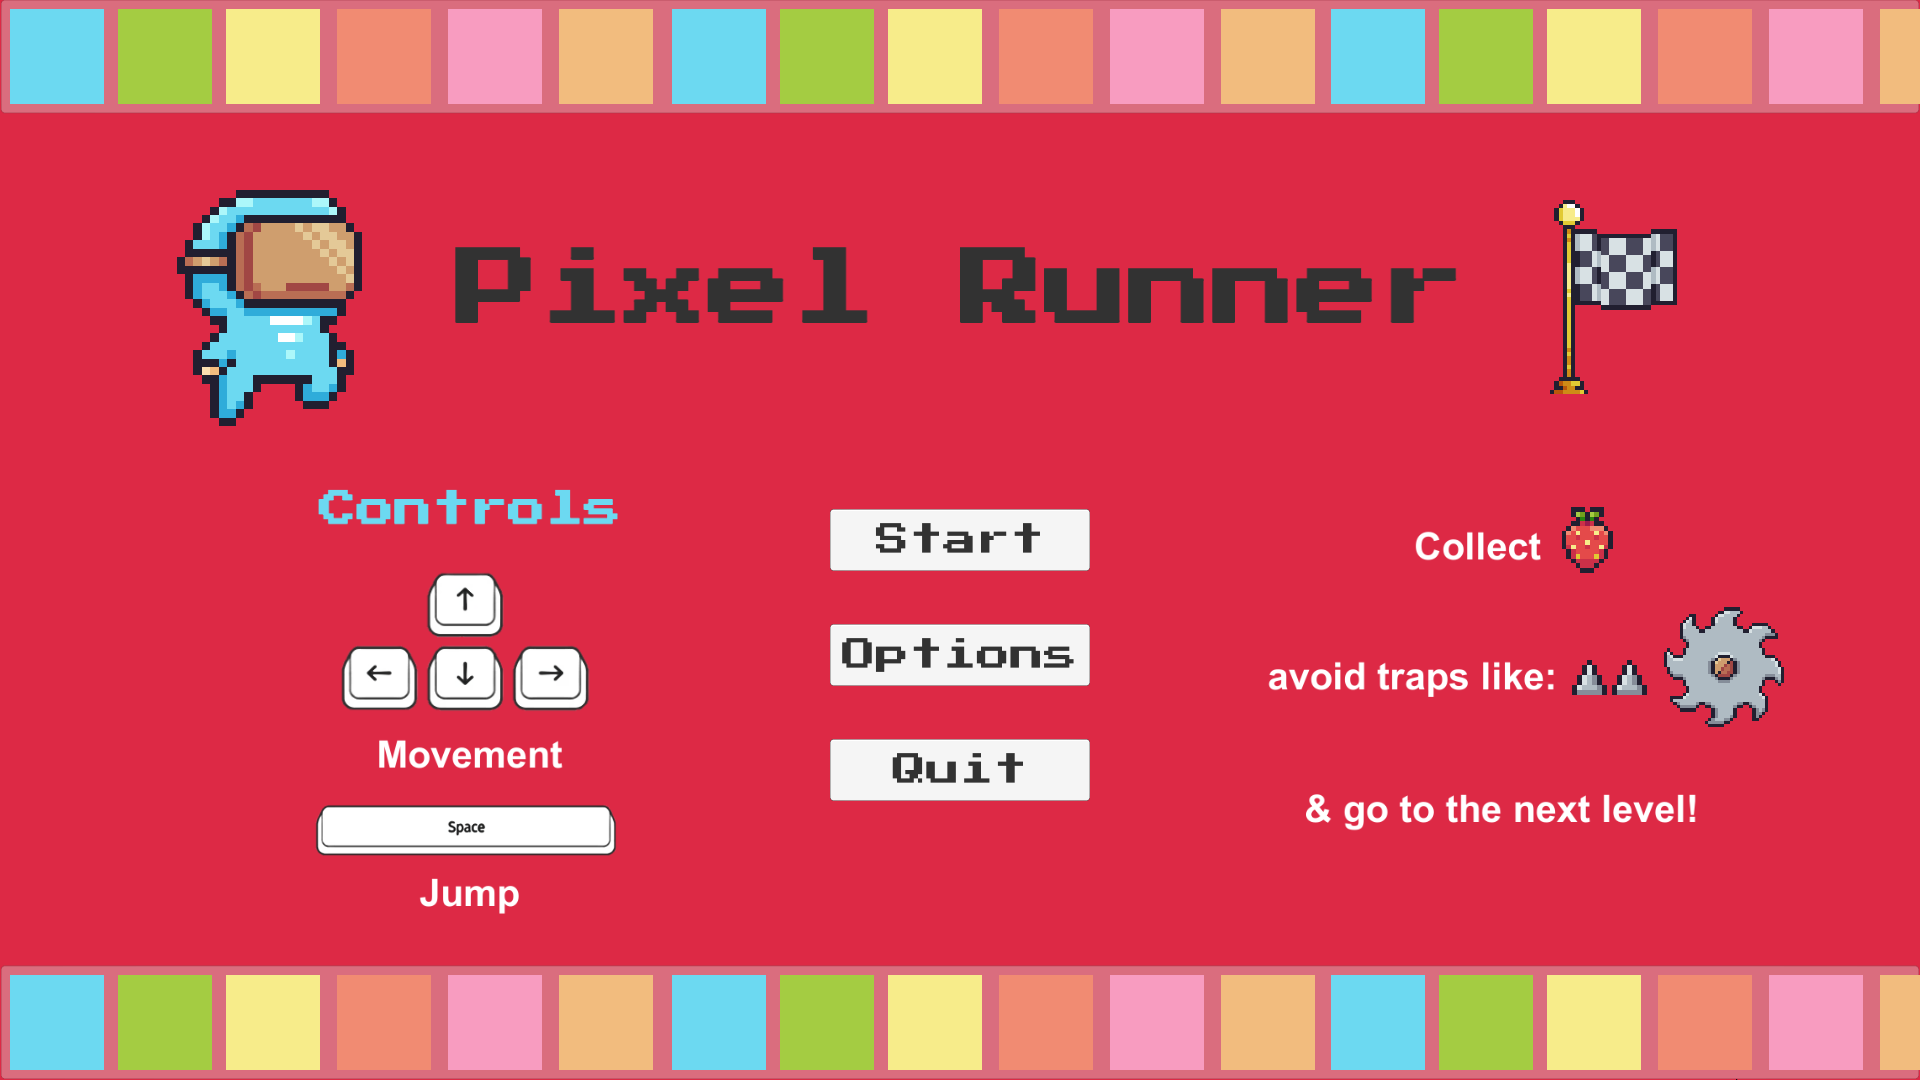 Pixel Runner
Controls
↑
← ↓ →
Movement
Space
Jump
Start
Options
Quit
Collect
avoid traps like:
& go to the next level!